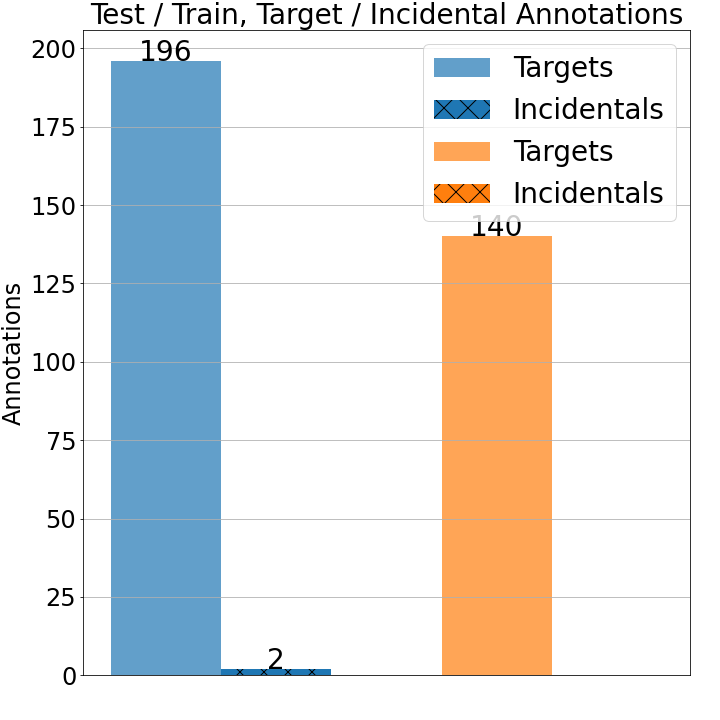 Test / Train, Target / Incidental Annotations
Annotations
200
175
150
125
100
75
50
25
0
196
2
140
Targets
Incidentals
Targets
Incidentals